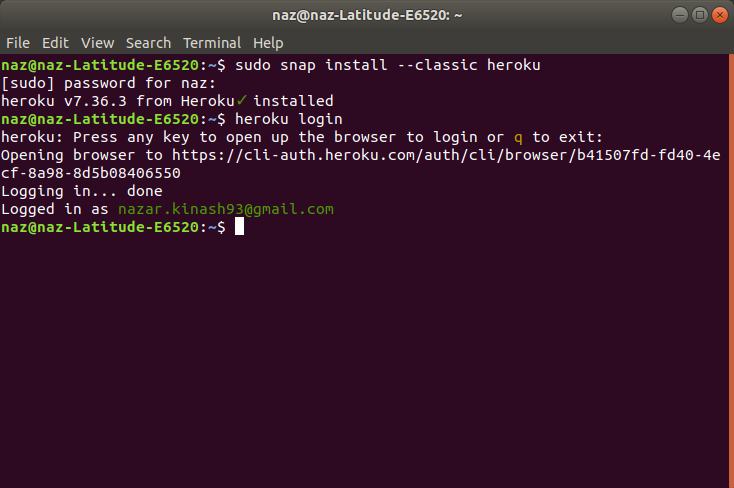 naz@naz-Latitude-E6520: ~
File Edit View Search Terminal Help
naz@naz-Latitude-E6520:~$ sudo snap install --classic heroku
[sudo] password for naz:
heroku v7.36.3 from Heroku✓ installed
naz@naz-Latitude-E6520:~$ heroku login
heroku: Press any key to open up the browser to login or q to exit:
Opening browser to https://cli-auth.heroku.com/auth/cli/browser/b41507fd-fd40-4e
cf-8a98-8d5b08406550
Logging in... done
Logged in as nazar.kinash93@gmail.com
naz@naz-Latitude-E6520:~$